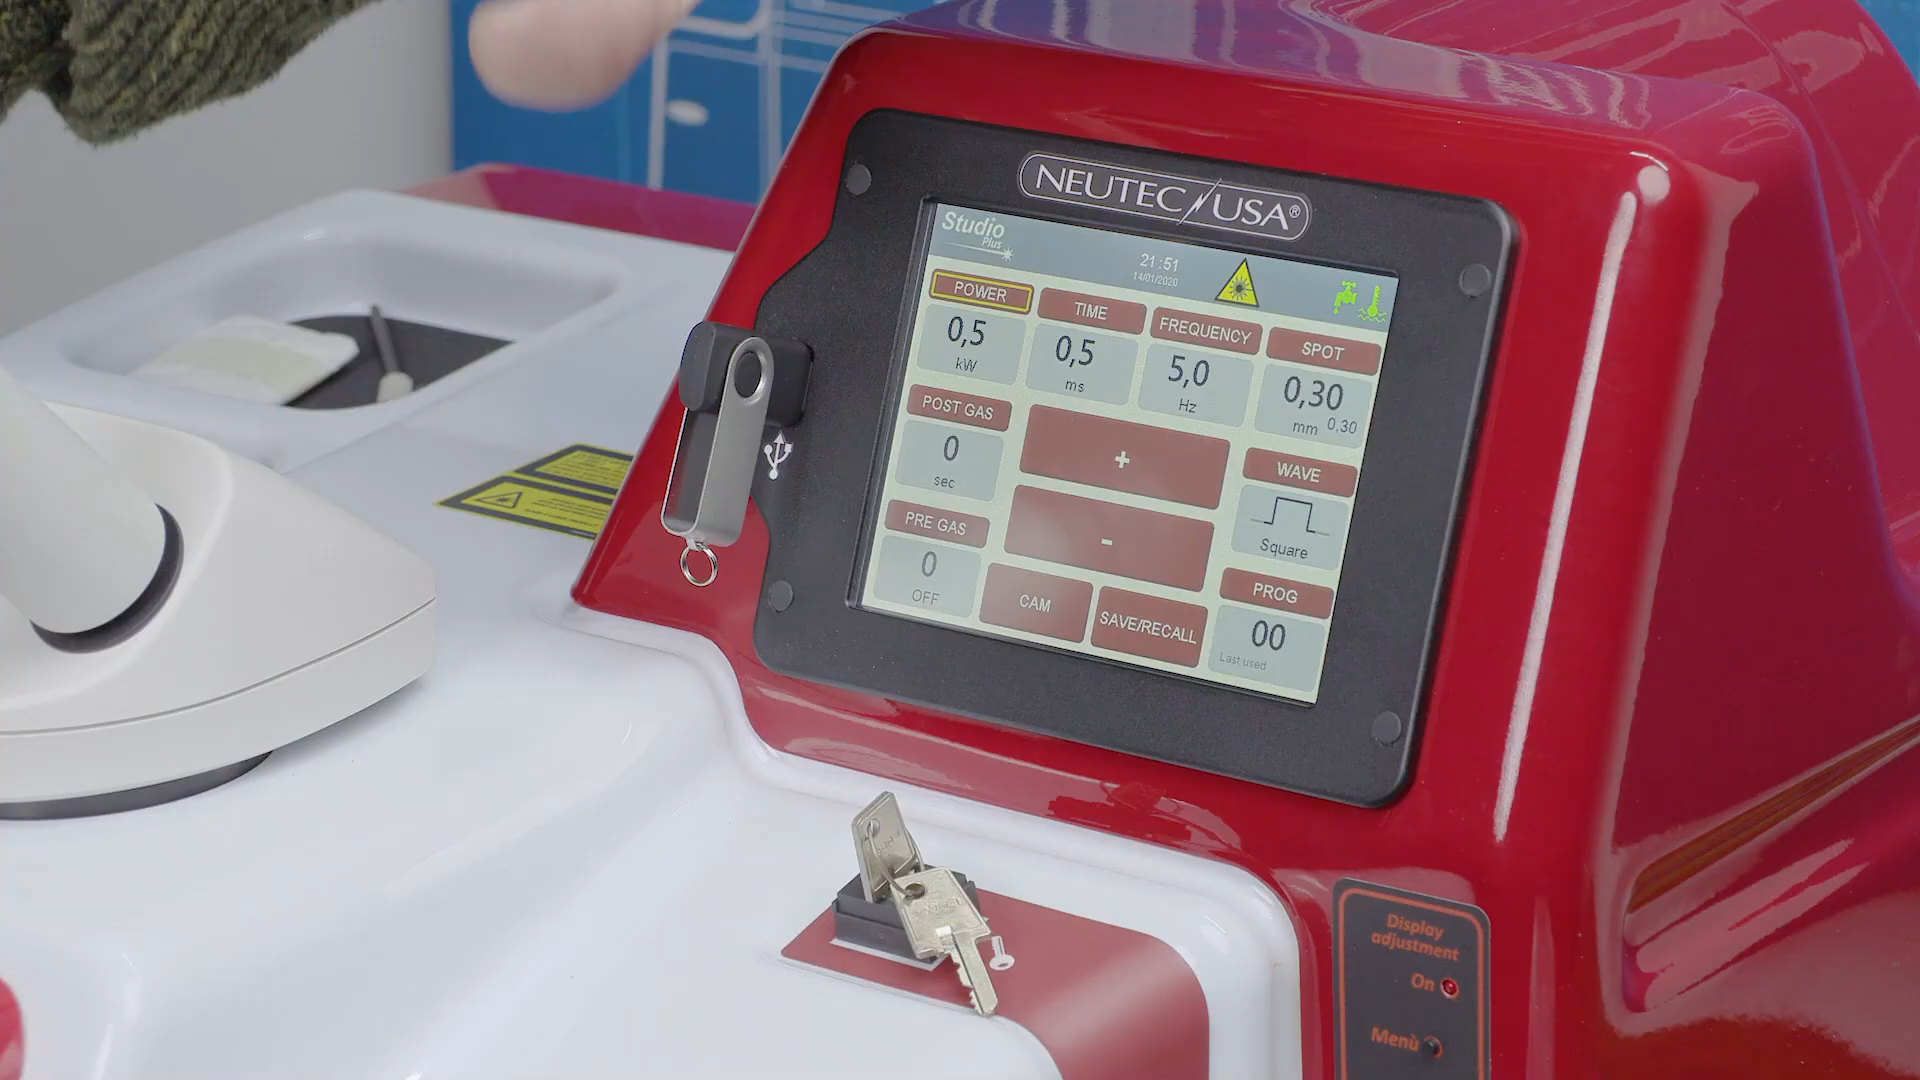 NEUTEC USA®
Studio
Plus
21:51
14/01/2020
POWER
0,5
kW
TIME
0,5
ms
FREQUENCY
5,0
Hz
SPOT
0,30
mm 0,30
POST GAS
0
sec
+
WAVE
Square
PRE GAS
0
OFF
-
CAM
SAVE/RECALL
PROG
00
Last used
Display
adjustment
On
Menù